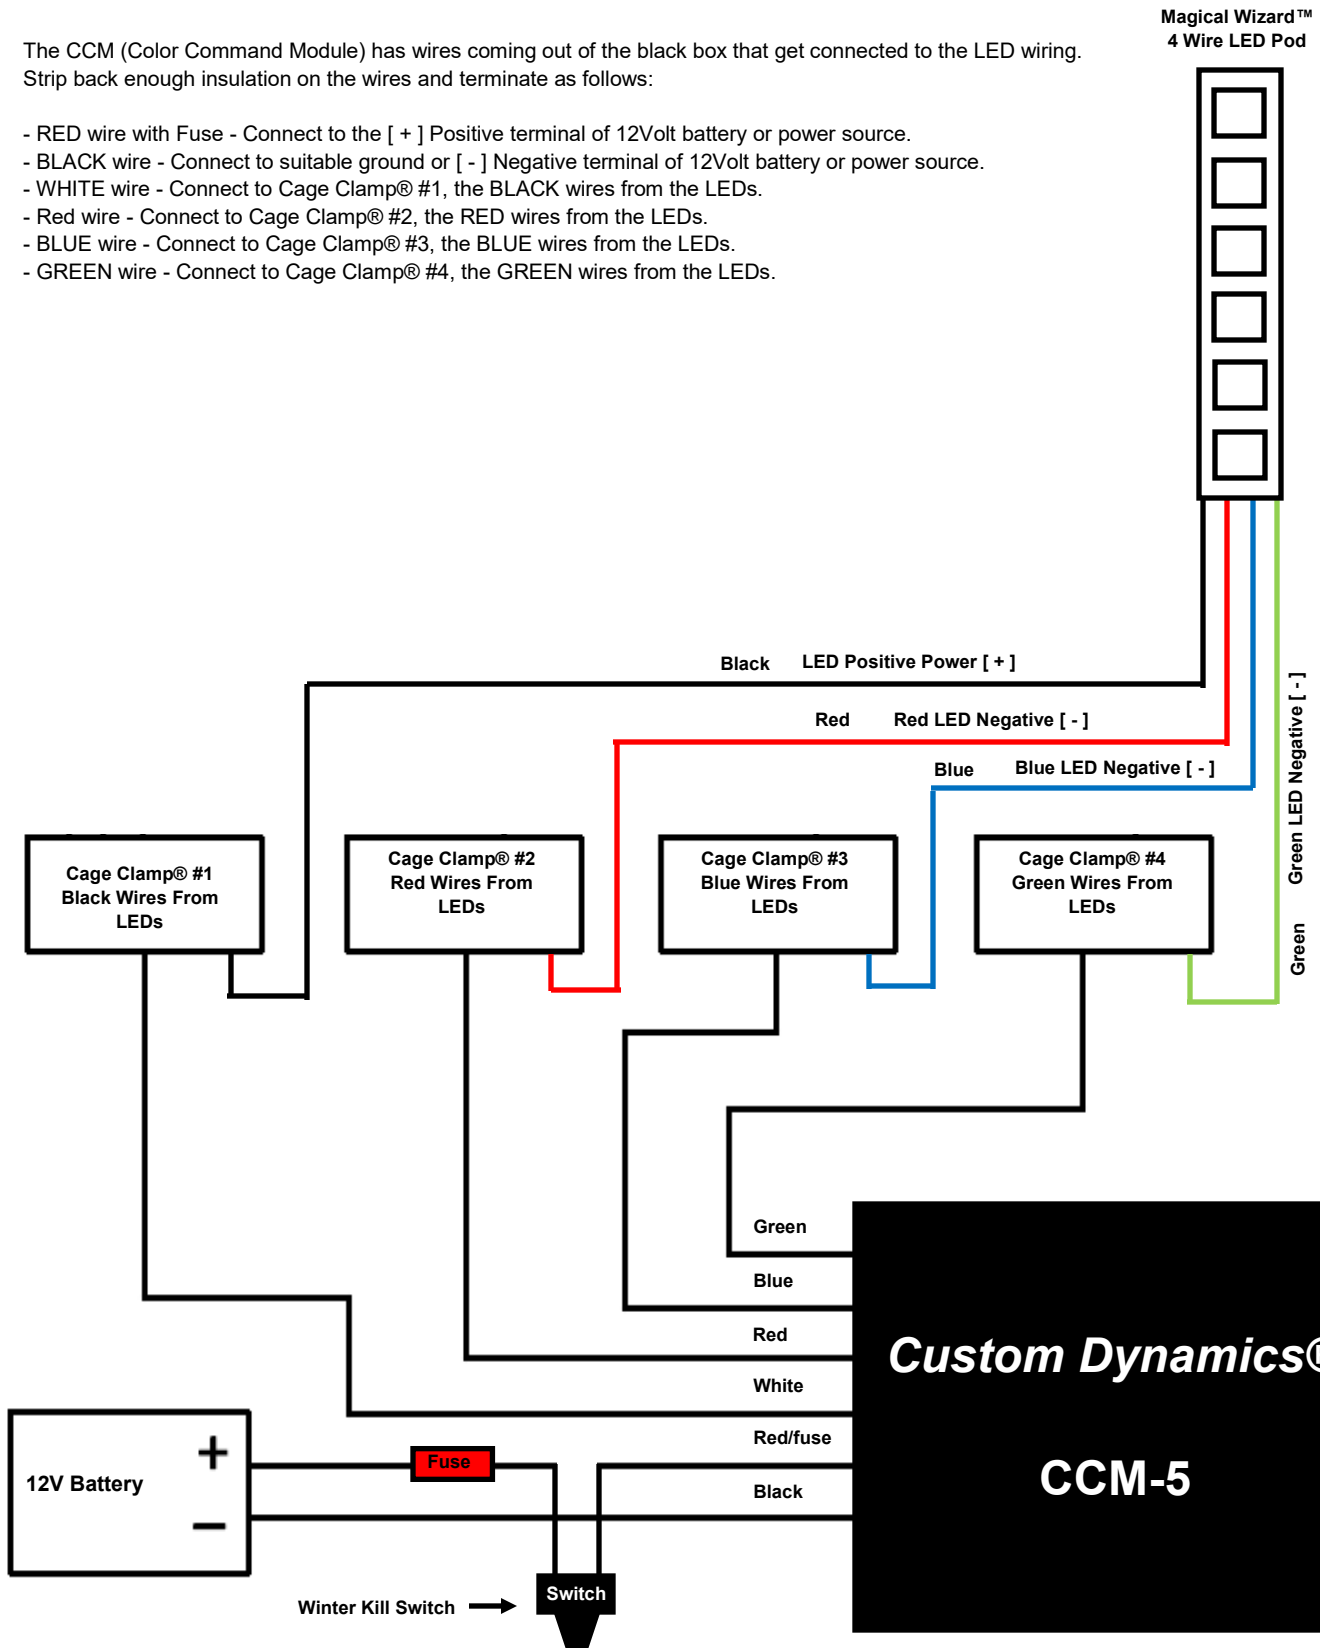 Magical Wizard™
4 Wire LED Pod
The CCM (Color Command Module) has wires coming out of the black box that get connected to the LED wiring.
Strip back enough insulation on the wires and terminate as follows:
- RED wire with Fuse - Connect to the [ + ] Positive terminal of 12Volt battery or power source.
- BLACK wire - Connect to suitable ground or [ - ] Negative terminal of 12Volt battery or power source.
- WHITE wire - Connect to Cage Clamp® #1, the BLACK wires from the LEDs.
- Red wire - Connect to Cage Clamp® #2, the RED wires from the LEDs.
- BLUE wire - Connect to Cage Clamp® #3, the BLUE wires from the LEDs.
- GREEN wire - Connect to Cage Clamp® #4, the GREEN wires from the LEDs.
Black LED Positive Power [ + ]
Red Red LED Negative [ - ]
Blue Blue LED Negative [ - ]
Green Green LED Negative [ - ]
Cage Clamp® #1
Black Wires From
LEDs
Cage Clamp® #2
Red Wires From
LEDs
Cage Clamp® #3
Blue Wires From
LEDs
Cage Clamp® #4
Green Wires From
LEDs
Green
Blue
Red
White
Red/fuse
Black
Custom Dynamics®
CCM-5
12V Battery
+
−
Fuse
Switch
Winter Kill Switch